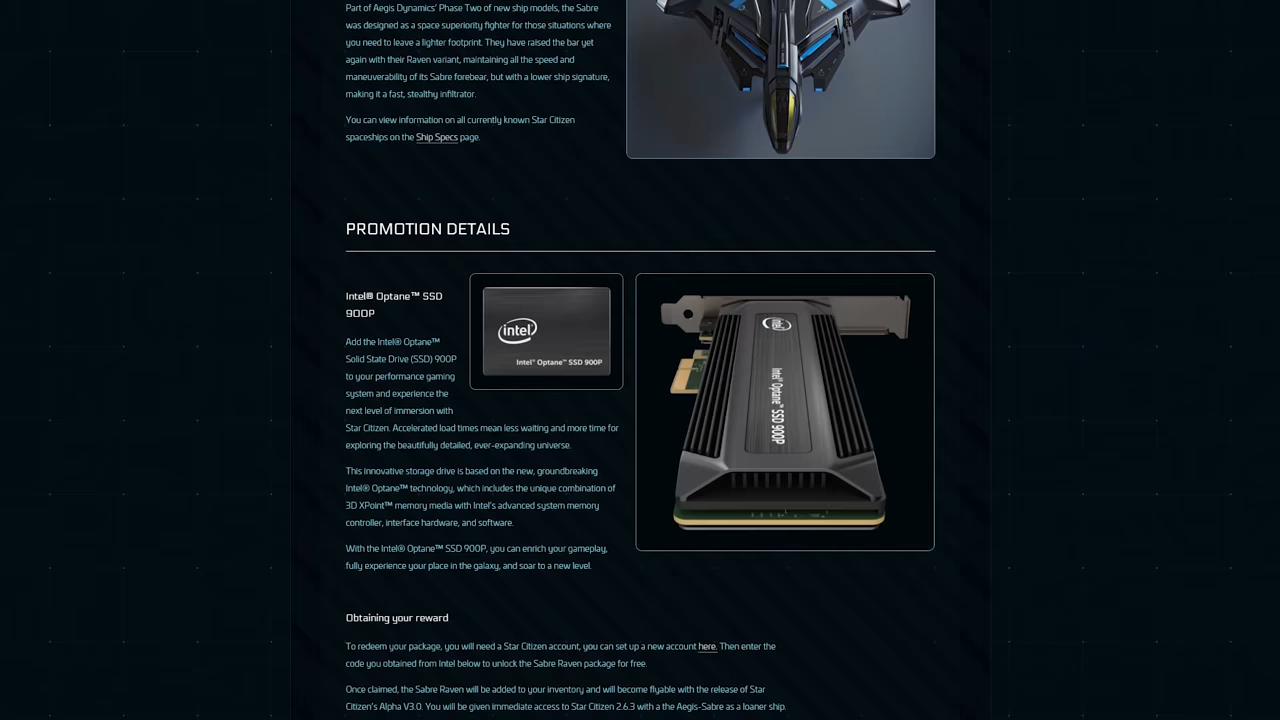 Part of Aegis Dynamics' Phase Two of new ship models, the Sabre
was designed as a space superiority fighter for those situations where
you need to leave a lighter footprint. They have raised the bar yet
again with their Raven variant, maintaining all the speed and
maneuverability of its Sabre forebear, but with a lower ship signature,
making it a fast, stealthy infiltrator.
You can view information on all currently known Star Citizen
spaceships on the Ship Specs page.
PROMOTION DETAILS
Intel® Optane™ SSD
900P
Add the Intel® Optane™
Solid State Drive (SSD) 900P
to your performance gaming
system and experience the
next level of immersion with
Star Citizen. Accelerated load times mean less waiting and more time for
exploring the beautifully detailed, ever-expanding universe.
This innovative storage drive is based on the new, groundbreaking
Intel® Optane™ technology, which includes the unique combination of
3D XPoint™ memory media with Intel's advanced system memory
controller, interface hardware, and software.
With the Intel® Optane™ SSD 900P, you can enrich your gameplay,
fully experience your place in the galaxy, and soar to a new level.
intel
Intel® Optane™ SSD 900P
intel
Intel® Optane™ SSD 900P
Obtaining your reward
To redeem your package, you will need a Star Citizen account, you can set up a new account here. Then enter the
code you obtained from Intel below to unlock the Sabre Raven package for free.
Once claimed, the Sabre Raven will be added to your inventory and will become flyable with the release of Star
Citizen's Alpha V3.0. You will be given immediate access to Star Citizen 2.6.3 with a the Aegis-Sabre as a loaner ship.